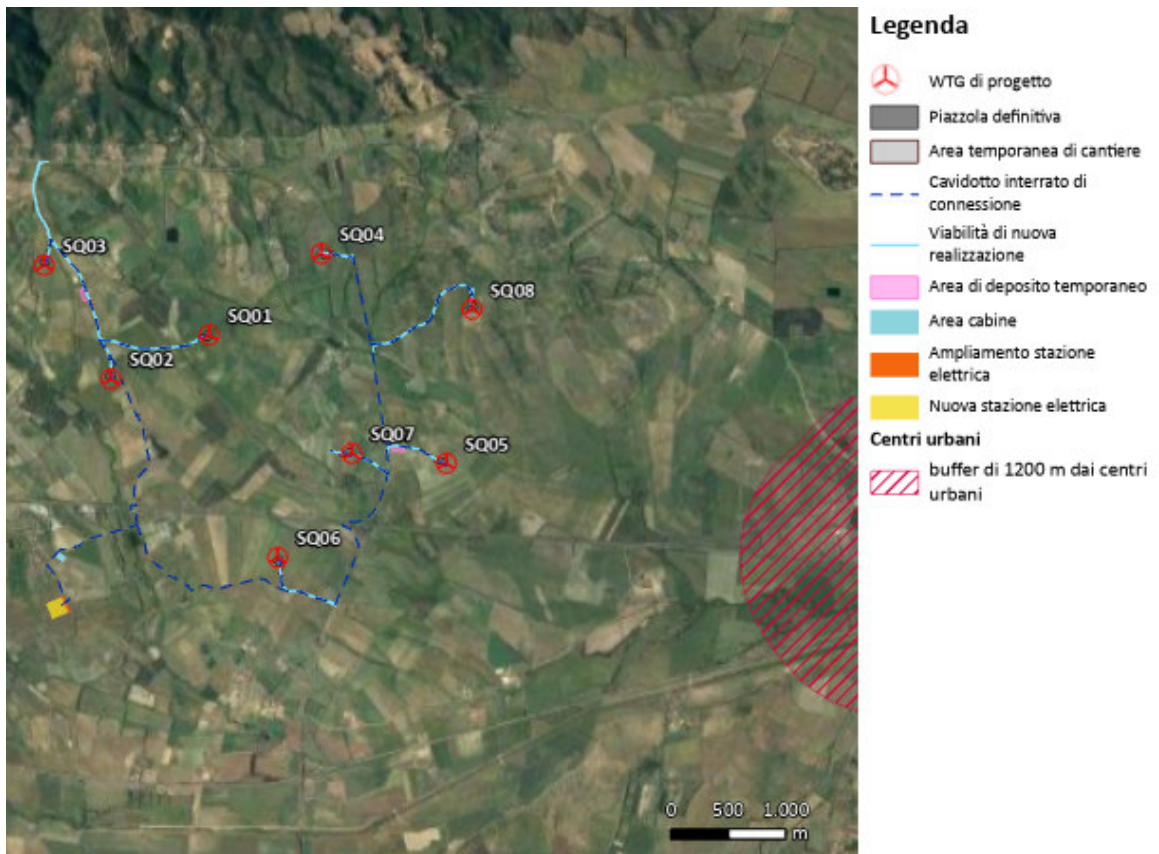 Legenda
WTG di progetto
Piazzola definitiva
Area temporanea di cantiere
Cavidotto interrato di
connessione
Viabilità di nuova
realizzazione
Area di deposito temporaneo
Area cabine
Ampliamento stazione
elettrica
Nuova stazione elettrica
Centri urbani
buffer di 1200 m dai centri
urbani
SQ03
SQ04
SQ08
SQ01
SQ02
SQ07
SQ05
SQ06
0 500 1.000
m